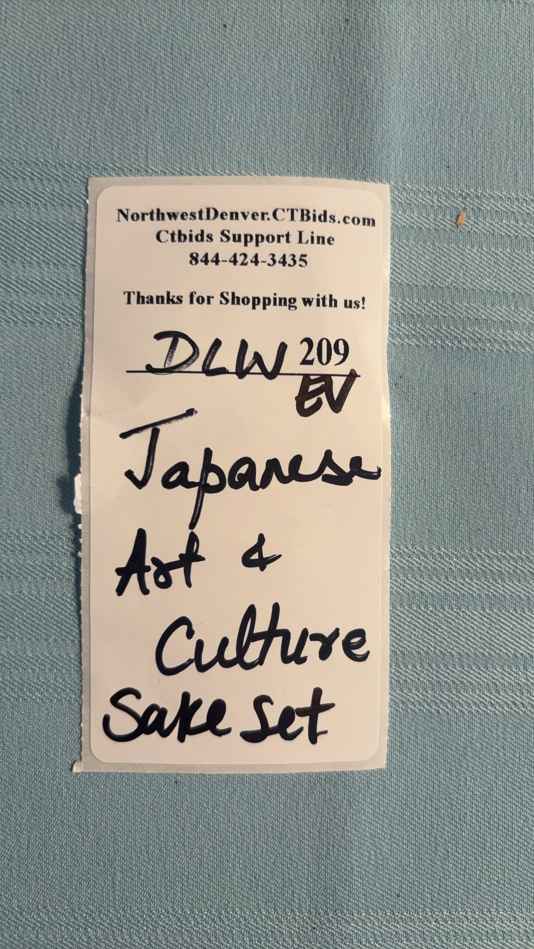 NorthwestDenver.CTBids.com
Ctbids Support Line
844-424-3435
Thanks for Shopping with us!
DLW 209
EV
Japanese
Art &
Culture
Sake Set